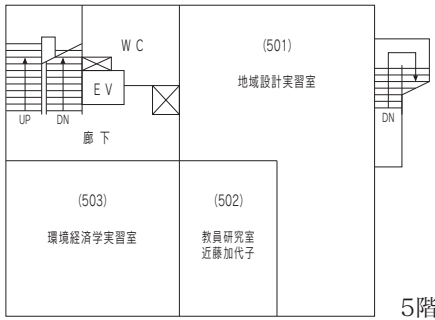 WC
(501)
地域設計実習室
EV
UP
DN
DN
廊下
(503)
環境経済学実習室
(502)
教員研究室
近藤加代子
5階